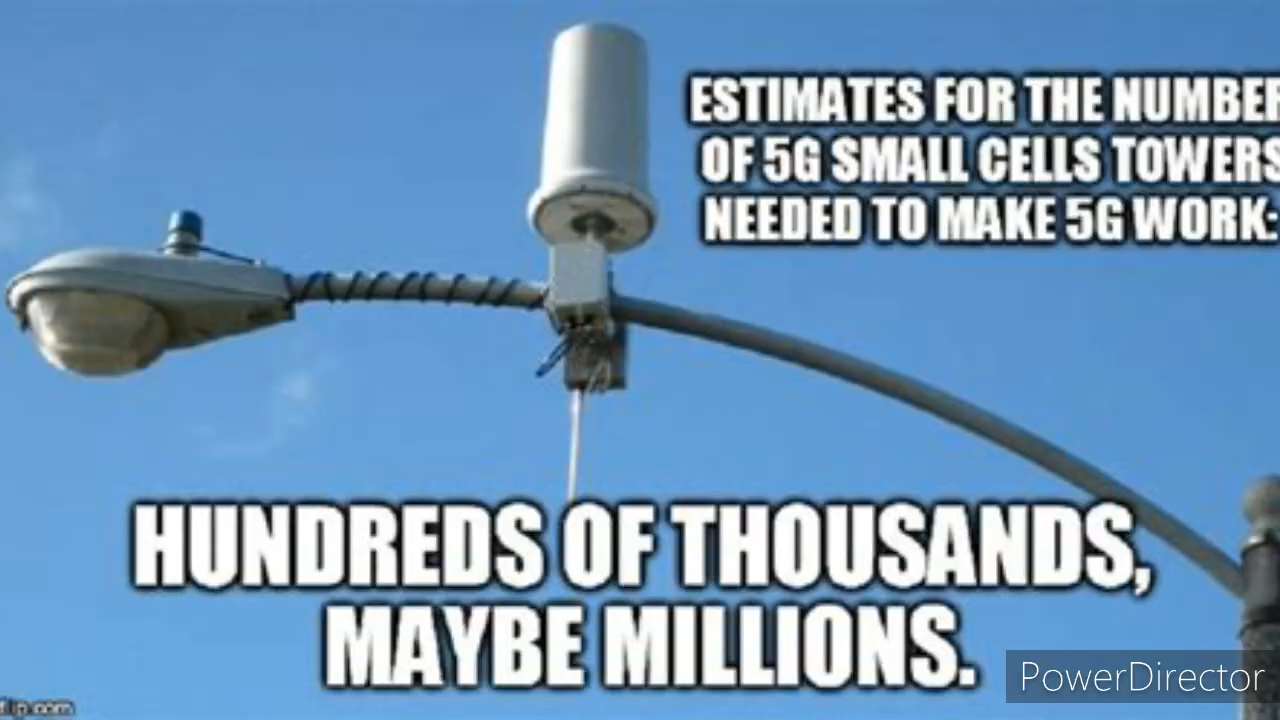 ESTIMATES FOR THE NUMBER
OF 5G SMALL CELLS TOWERS
NEEDED TO MAKE 5G WORK:
HUNDREDS OF THOUSANDS,
MAYBE MILLIONS.
PowerDirector